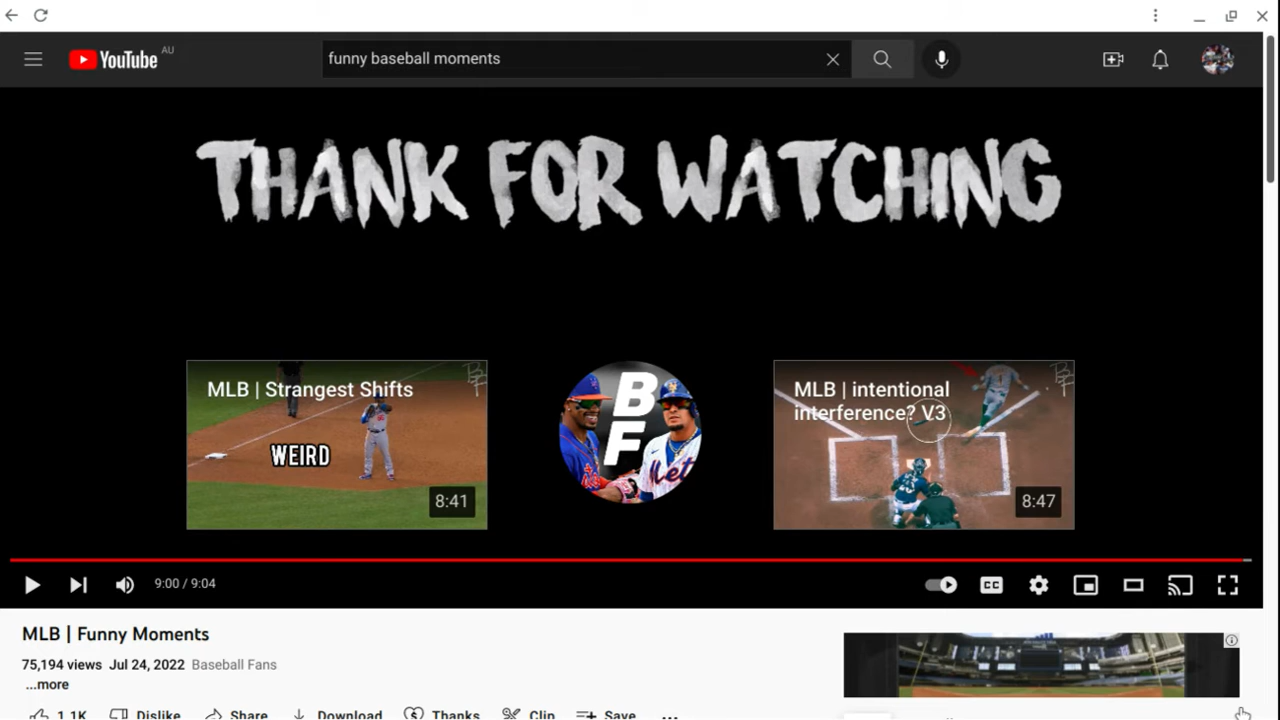 YouTube AU
funny baseball moments
THANK FOR WATCHING
MLB | Strangest Shifts
WEIRD
8:41
BF
Mets
MLB | intentional
interference? V3
8:47
9:00 / 9:04
CC
MLB | Funny Moments
75,194 views Jul 24, 2022 Baseball Fans
...more
1.1K Dislike Share Download Thanks Clip Save